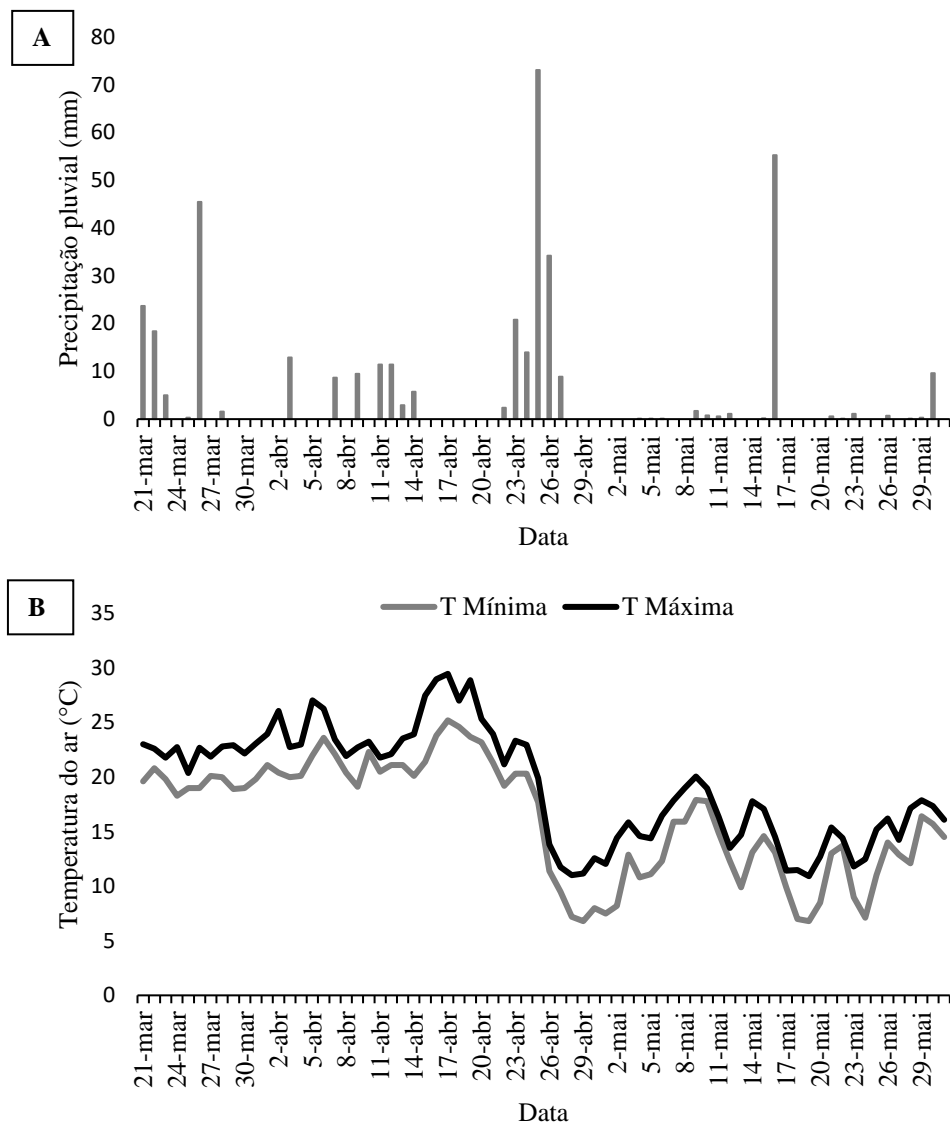 A
Precipitação pluvial (mm)
80
70
60
50
40
30
20
10
0
21-mar
24-mar
27-mar
30-mar
2-abr
5-abr
8-abr
11-abr
14-abr
17-abr
20-abr
23-abr
26-abr
29-abr
2-mai
5-mai
8-mai
11-mai
14-mai
17-mai
20-mai
23-mai
26-mai
29-mai
Data
B
T Mínima T Máxima
Temperatura do ar (°C)
35
30
25
20
15
10
5
0
21-mar
24-mar
27-mar
30-mar
2-abr
5-abr
8-abr
11-abr
14-abr
17-abr
20-abr
23-abr
26-abr
29-abr
2-mai
5-mai
8-mai
11-mai
14-mai
17-mai
20-mai
23-mai
26-mai
29-mai
Data